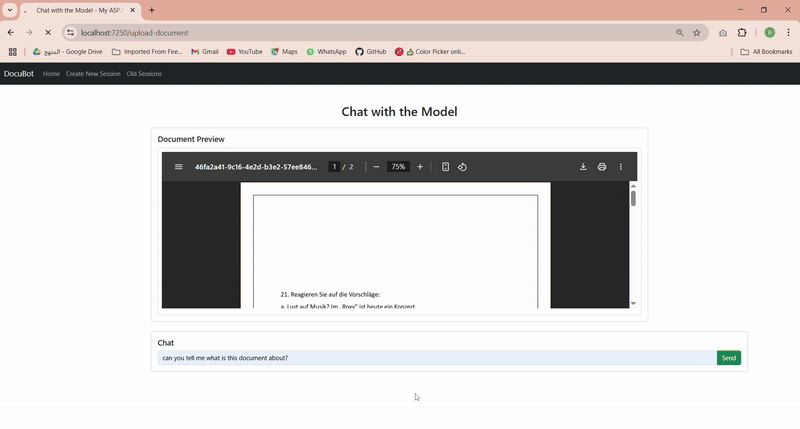 Chat with the Model - My ASP.
localhost:7250/upload-document
المنهج - Google Drive
Imported From Fire...
Gmail
YouTube
Maps
WhatsApp
GitHub
Color Picker onli...
All Bookmarks
DocuBot
Home
Create New Session
Old Sessions
Chat with the Model
Document Preview
46fa2a41-9c16-4e2d-b3e2-57ee846...
1 / 2
75%
21. Reagieren Sie auf die Vorschläge:
a. Lust auf Musik? Im „Roxy" ist heute ein Konzert.
Chat
can you tell me what is this document about?
Send